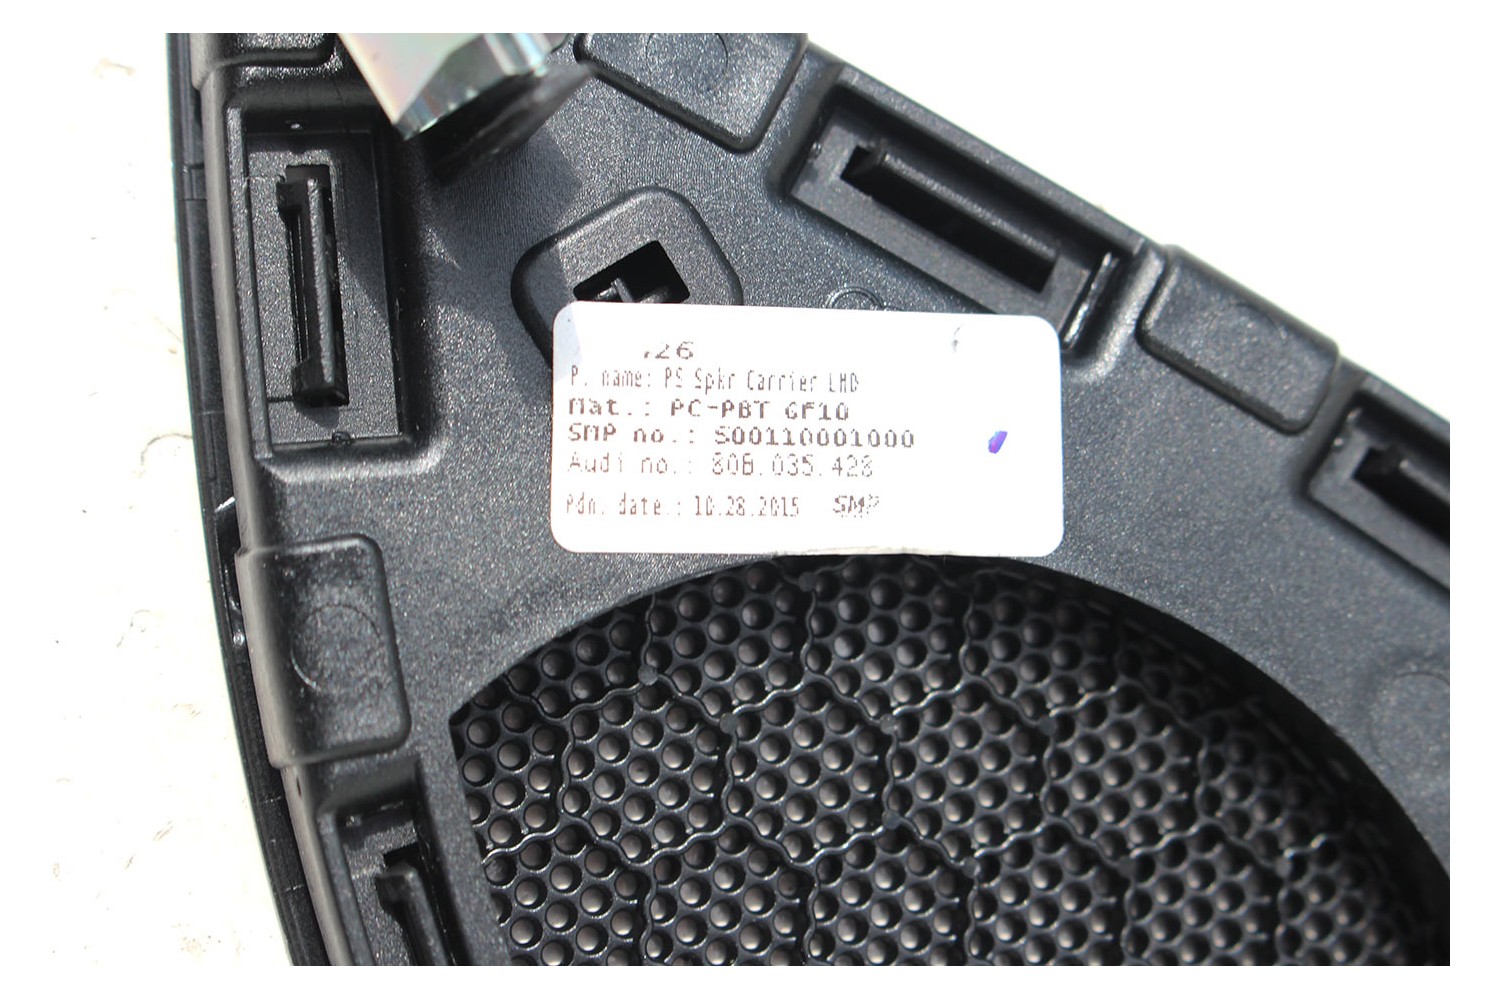 26
P. name: PS Spkr Carrier LHD
Mat.: PC-PBT GF10
SMP no.: S00110001000
Audi no.: 80B.035.428
Pdn. date.: 10.28.2015 SMP